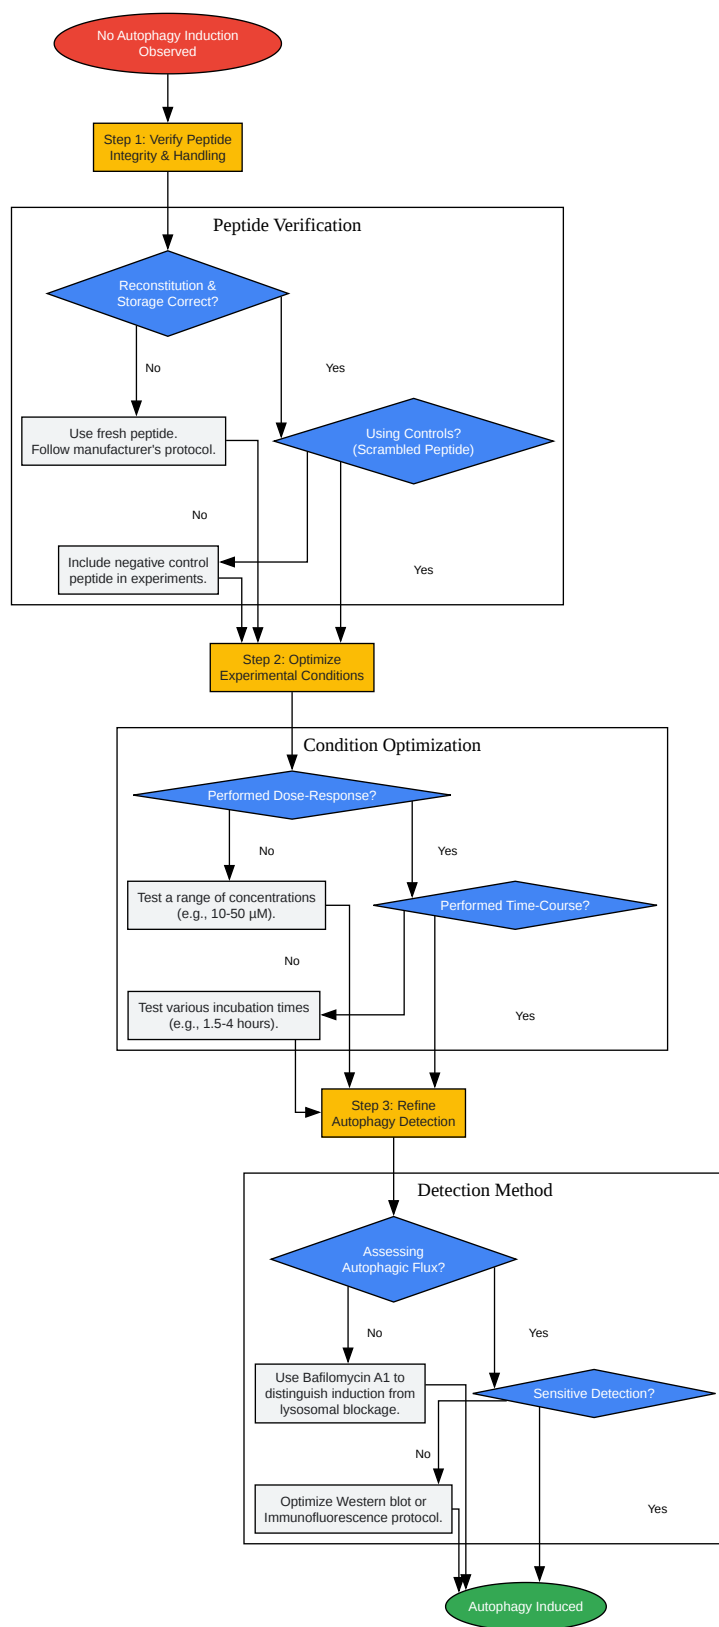 No Autophagy Induction
Observed
Step 1: Verify Peptide
Integrity & Handling
Peptide Verification
Reconstitution &
Storage Correct?
No
Yes
Use fresh peptide.
Follow manufacturer's protocol.
Using Controls?
(Scrambled Peptide)
No
Include negative control
peptide in experiments.
Yes
Step 2: Optimize
Experimental Conditions
Condition Optimization
Performed Dose-Response?
No
Yes
Test a range of concentrations
(e.g., 10-50 µM).
Performed Time-Course?
No
Test various incubation times
(e.g., 1.5-4 hours).
Yes
Step 3: Refine
Autophagy Detection
Detection Method
Assessing
Autophagic Flux?
No
Yes
Use Bafilomycin A1 to
distinguish induction from
lysosomal blockage.
Sensitive Detection?
No
Optimize Western blot or
Immunofluorescence protocol.
Yes
Autophagy Induced